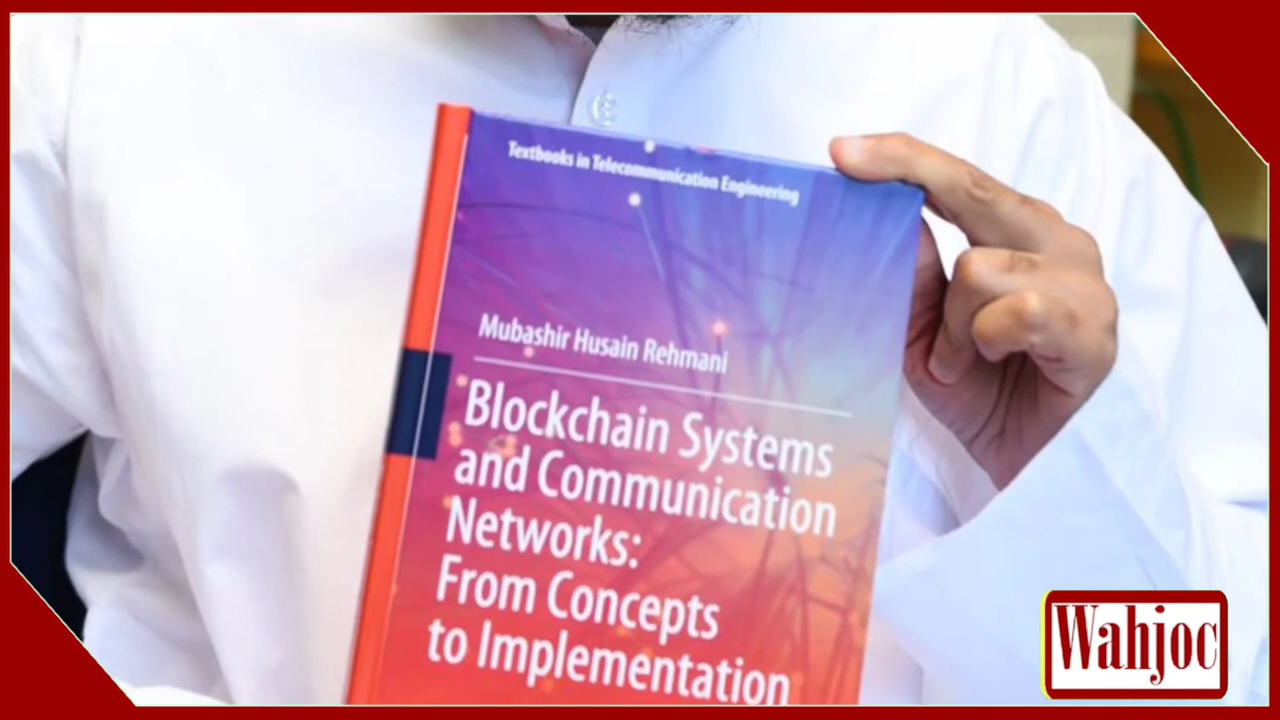 Textbooks in Telecommunication Engineering
Mubashir Husain Rehmani
Blockchain Systems
and Communication
Networks:
From Concepts
to Implementation
Wahjoc